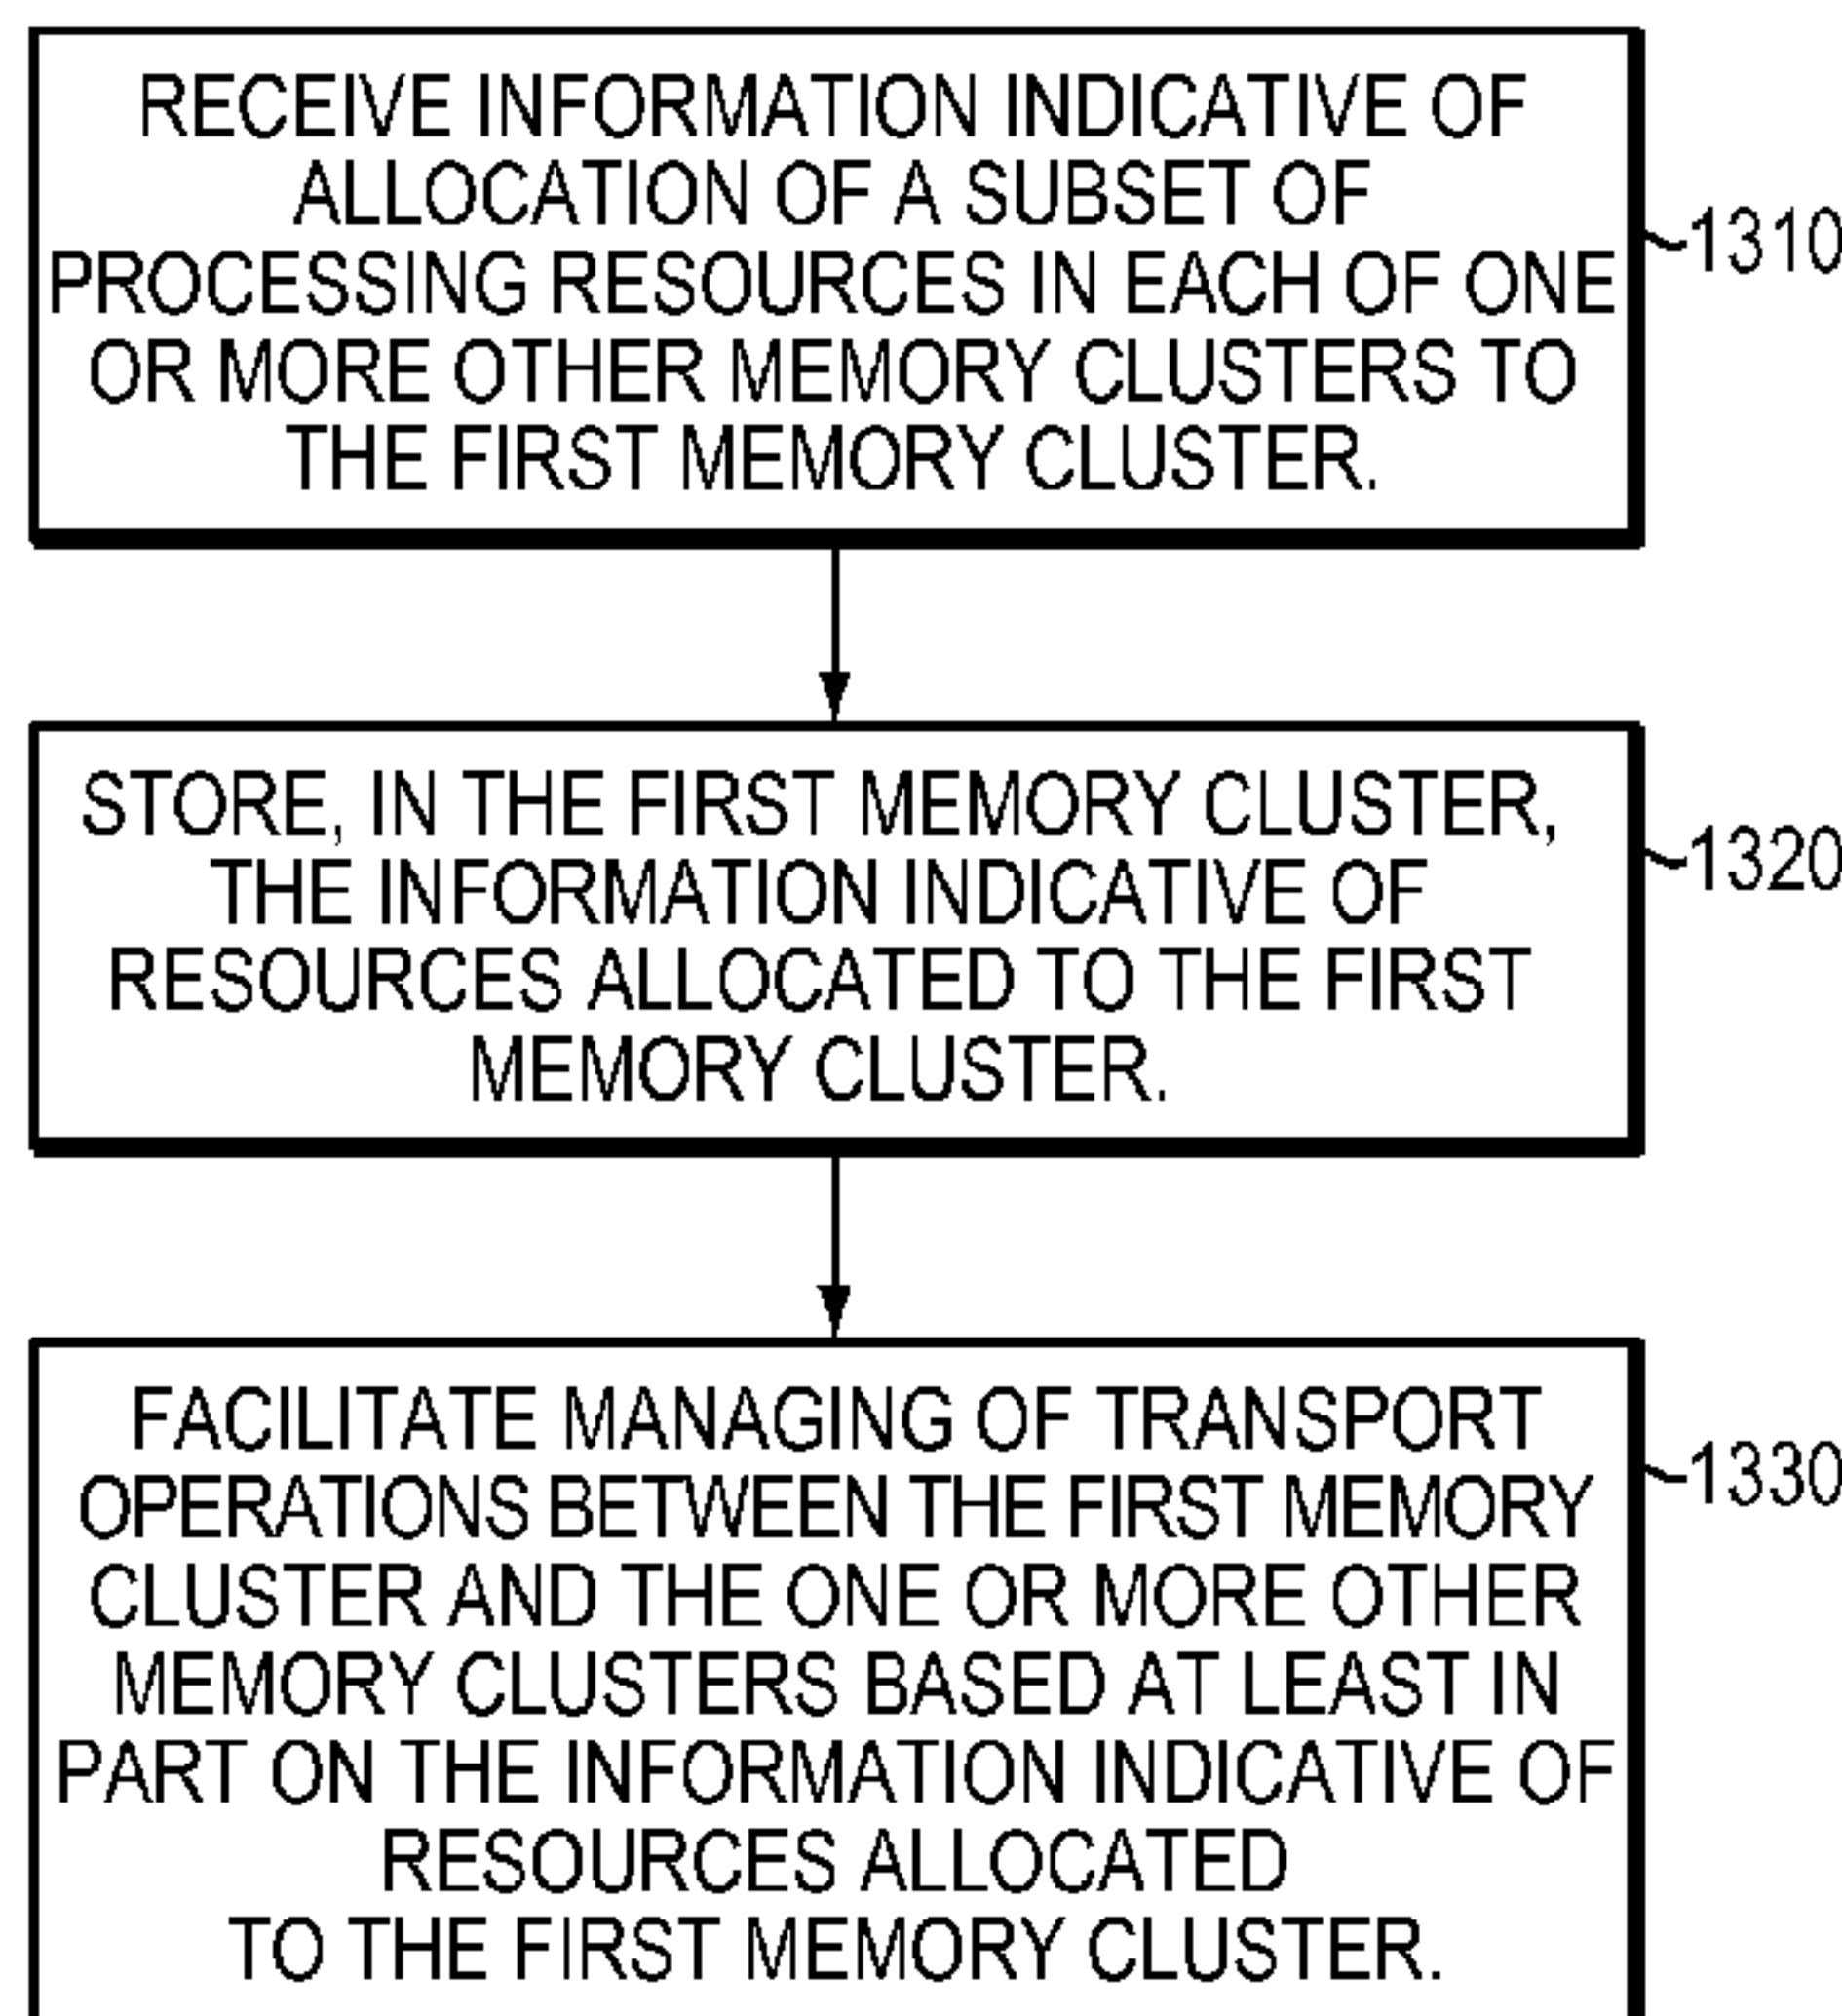 RECEIVE INFORMATION INDICATIVE OF
ALLOCATION OF A SUBSET OF
PROCESSING RESOURCES IN EACH OF ONE
OR MORE OTHER MEMORY CLUSTERS TO
THE FIRST MEMORY CLUSTER.
1310
STORE, IN THE FIRST MEMORY CLUSTER,
THE INFORMATION INDICATIVE OF
RESOURCES ALLOCATED TO THE FIRST
MEMORY CLUSTER.
1320
FACILITATE MANAGING OF TRANSPORT
OPERATIONS BETWEEN THE FIRST MEMORY
CLUSTER AND THE ONE OR MORE OTHER
MEMORY CLUSTERS BASED AT LEAST IN
PART ON THE INFORMATION INDICATIVE OF
RESOURCES ALLOCATED
TO THE FIRST MEMORY CLUSTER.
1330